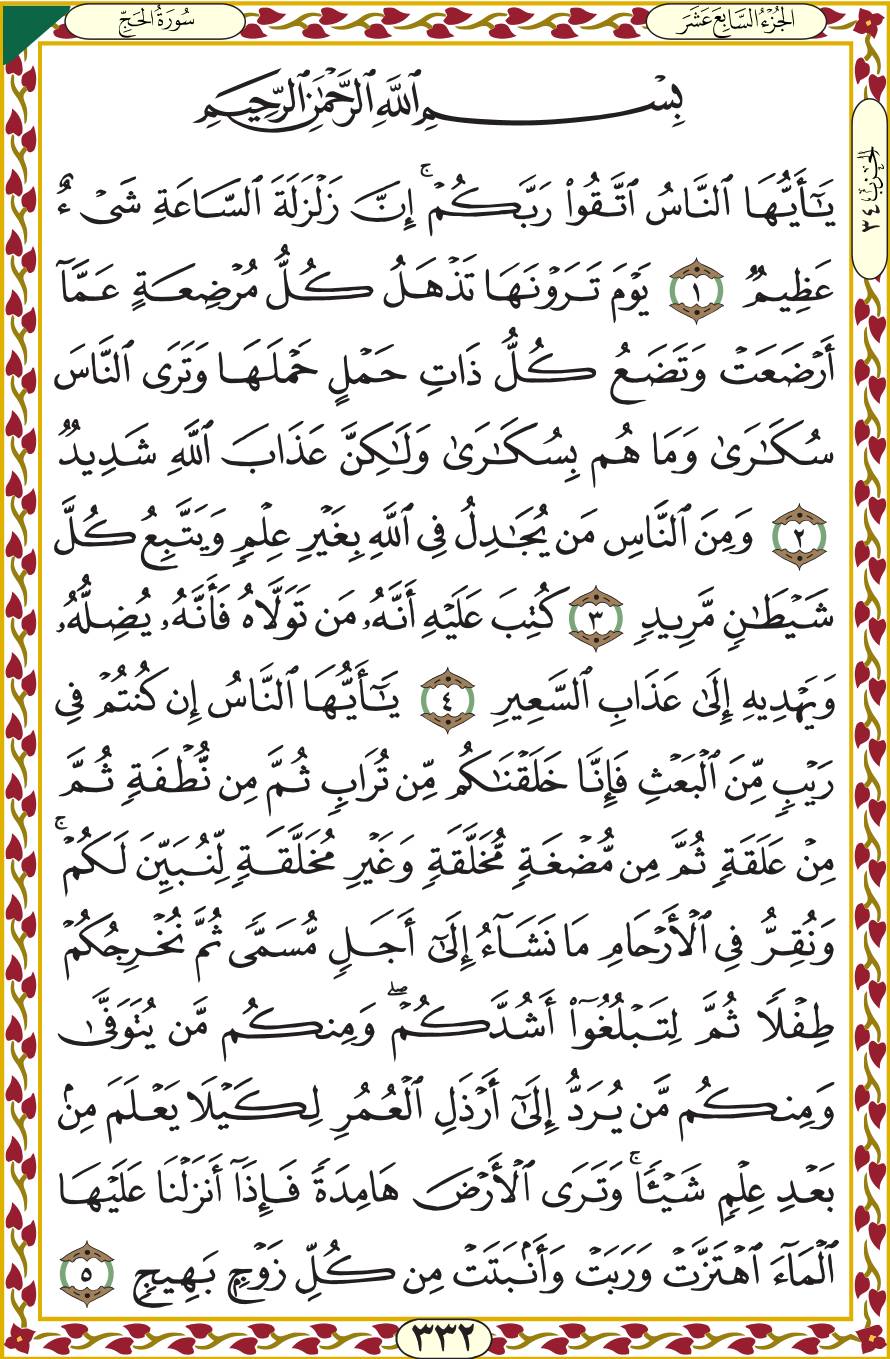 سُورَةُ الحَجِّ
الجُزْءُ السَّابِعَ عَشَرَ
الحزب ٣٤
بِسْمِ ٱللَّهِ ٱلرَّحْمَٰنِ ٱلرَّحِيمِ
يَٰٓأَيُّهَا ٱلنَّاسُ ٱتَّقُوا۟ رَبَّكُمْ ۚ إِنَّ زَلْزَلَةَ ٱلسَّاعَةِ شَىْءٌ
عَظِيمٌ ١ يَوْمَ تَرَوْنَهَا تَذْهَلُ كُلُّ مُرْضِعَةٍ عَمَّآ
أَرْضَعَتْ وَتَضَعُ كُلُّ ذَاتِ حَمْلٍ حَمْلَهَا وَتَرَى ٱلنَّاسَ
سُكَٰرَىٰ وَمَا هُم بِسُكَٰرَىٰ وَلَٰكِنَّ عَذَابَ ٱللَّهِ شَدِيدٌ
٢ وَمِنَ ٱلنَّاسِ مَن يُجَٰدِلُ فِى ٱللَّهِ بِغَيْرِ عِلْمٍ وَيَتَّبِعُ كُلَّ
شَيْطَٰنٍ مَّرِيدٍ ٣ كُتِبَ عَلَيْهِ أَنَّهُۥ مَن تَوَلَّاهُ فَأَنَّهُۥ يُضِلُّهُۥ
وَيَهْدِيهِ إِلَىٰ عَذَابِ ٱلسَّعِيرِ ٤ يَٰٓأَيُّهَا ٱلنَّاسُ إِن كُنتُمْ فِى
رَيْبٍ مِّنَ ٱلْبَعْثِ فَإِنَّا خَلَقْنَٰكُم مِّن تُرَابٍ ثُمَّ مِن نُّطْفَةٍ ثُمَّ
مِنْ عَلَقَةٍ ثُمَّ مِن مُّضْغَةٍ مُّخَلَّقَةٍ وَغَيْرِ مُخَلَّقَةٍ لِّنُبَيِّنَ لَكُمْ ۚ
وَنُقِرُّ فِى ٱلْأَرْحَامِ مَا نَشَآءُ إِلَىٰٓ أَجَلٍ مُّسَمًّى ثُمَّ نُخْرِجُكُمْ
طِفْلًا ثُمَّ لِتَبْلُغُوٓا۟ أَشُدَّكُمْ ۖ وَمِنكُم مَّن يُتَوَفَّىٰ
وَمِنكُم مَّن يُرَدُّ إِلَىٰٓ أَرْذَلِ ٱلْعُمُرِ لِكَيْلَا يَعْلَمَ مِنۢ
بَعْدِ عِلْمٍ شَيْـًٔا ۚ وَتَرَى ٱلْأَرْضَ هَامِدَةً فَإِذَآ أَنزَلْنَا عَلَيْهَا
ٱلْمَآءَ ٱهْتَزَّتْ وَرَبَتْ وَأَنۢبَتَتْ مِن كُلِّ زَوْجٍۭ بَهِيجٍ ٥
٣٣٢